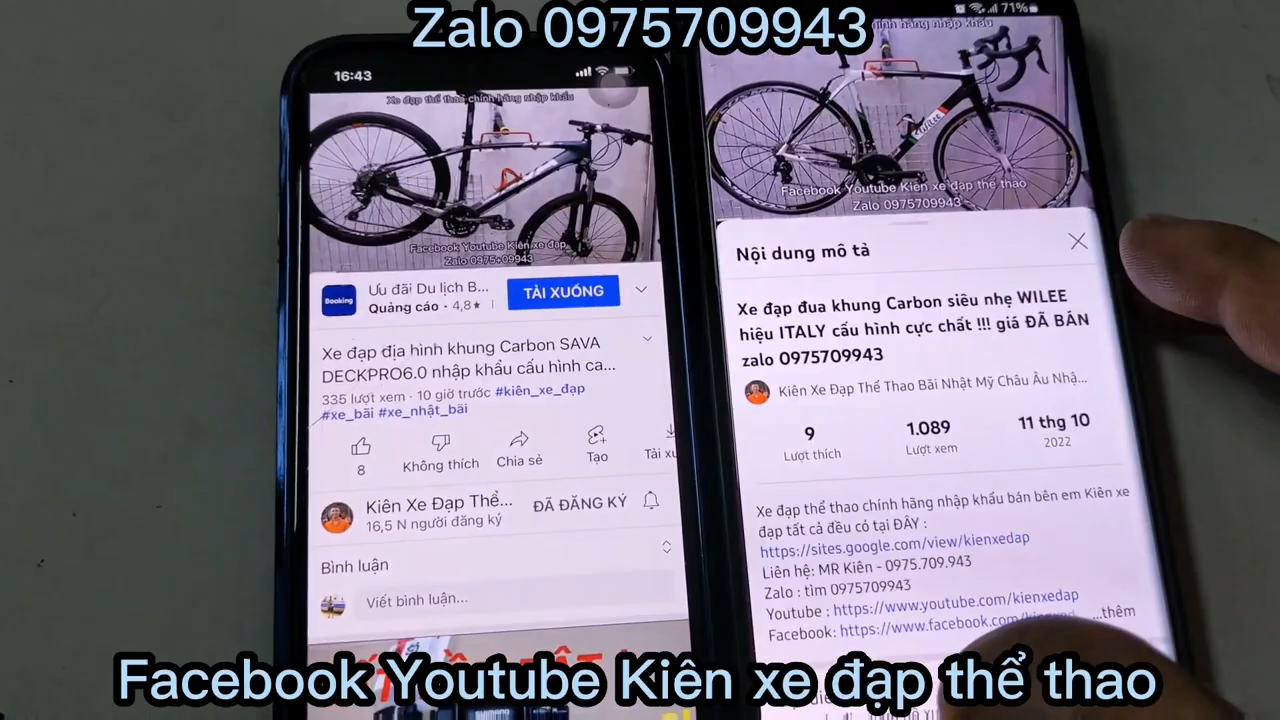 Zalo 0975709943
16:43
Xe đạp thể thao chính hãng nhập khẩu
Facebook Youtube Kiên xe đạp
Booking
Ưu đãi Du lịch B...
Quảng cáo · 4,8★
TẢI XUỐNG
Xe đạp địa hình khung Carbon SAVA
DECKPRO6.0 nhập khẩu cấu hình ca...
335 lượt xem · 10 giờ trước #kiên_xe_đạp
#xe_bãi #xe_nhật_bãi
8
Không thích
Chia sẻ
Tạo
Tải xu
Kiên Xe Đạp Thể...
16,5 N người đăng ký
ĐÃ ĐĂNG KÝ
Bình luận
Viết bình luận...
71%
chính hãng nhập khẩu
Facebook Youtube Kiên xe đạp thể thao
Zalo 0975709943
Nội dung mô tả
Xe đạp đua khung Carbon siêu nhẹ WILEE
hiệu ITALY cấu hình cực chất !!! giá ĐÃ BÁN
zalo 0975709943
Kiên Xe Đạp Thể Thao Bãi Nhật Mỹ Châu Âu Nhậ...
9
Lượt thích
1.089
Lượt xem
11 thg 10
2022
Xe đạp thể thao chính hãng nhập khẩu bán bên em Kiên xe
đạp tất cả đều có tại ĐÂY :
https://sites.google.com/view/kienxedap
Liên hệ: MR Kiên - 0975.709.943
Zalo : tìm 0975709943
Youtube : https://www.youtube.com/kienxedap
Facebook: https://www.facebook.com/ ...thêm
Facebook Youtube Kiên xe đạp thể thao